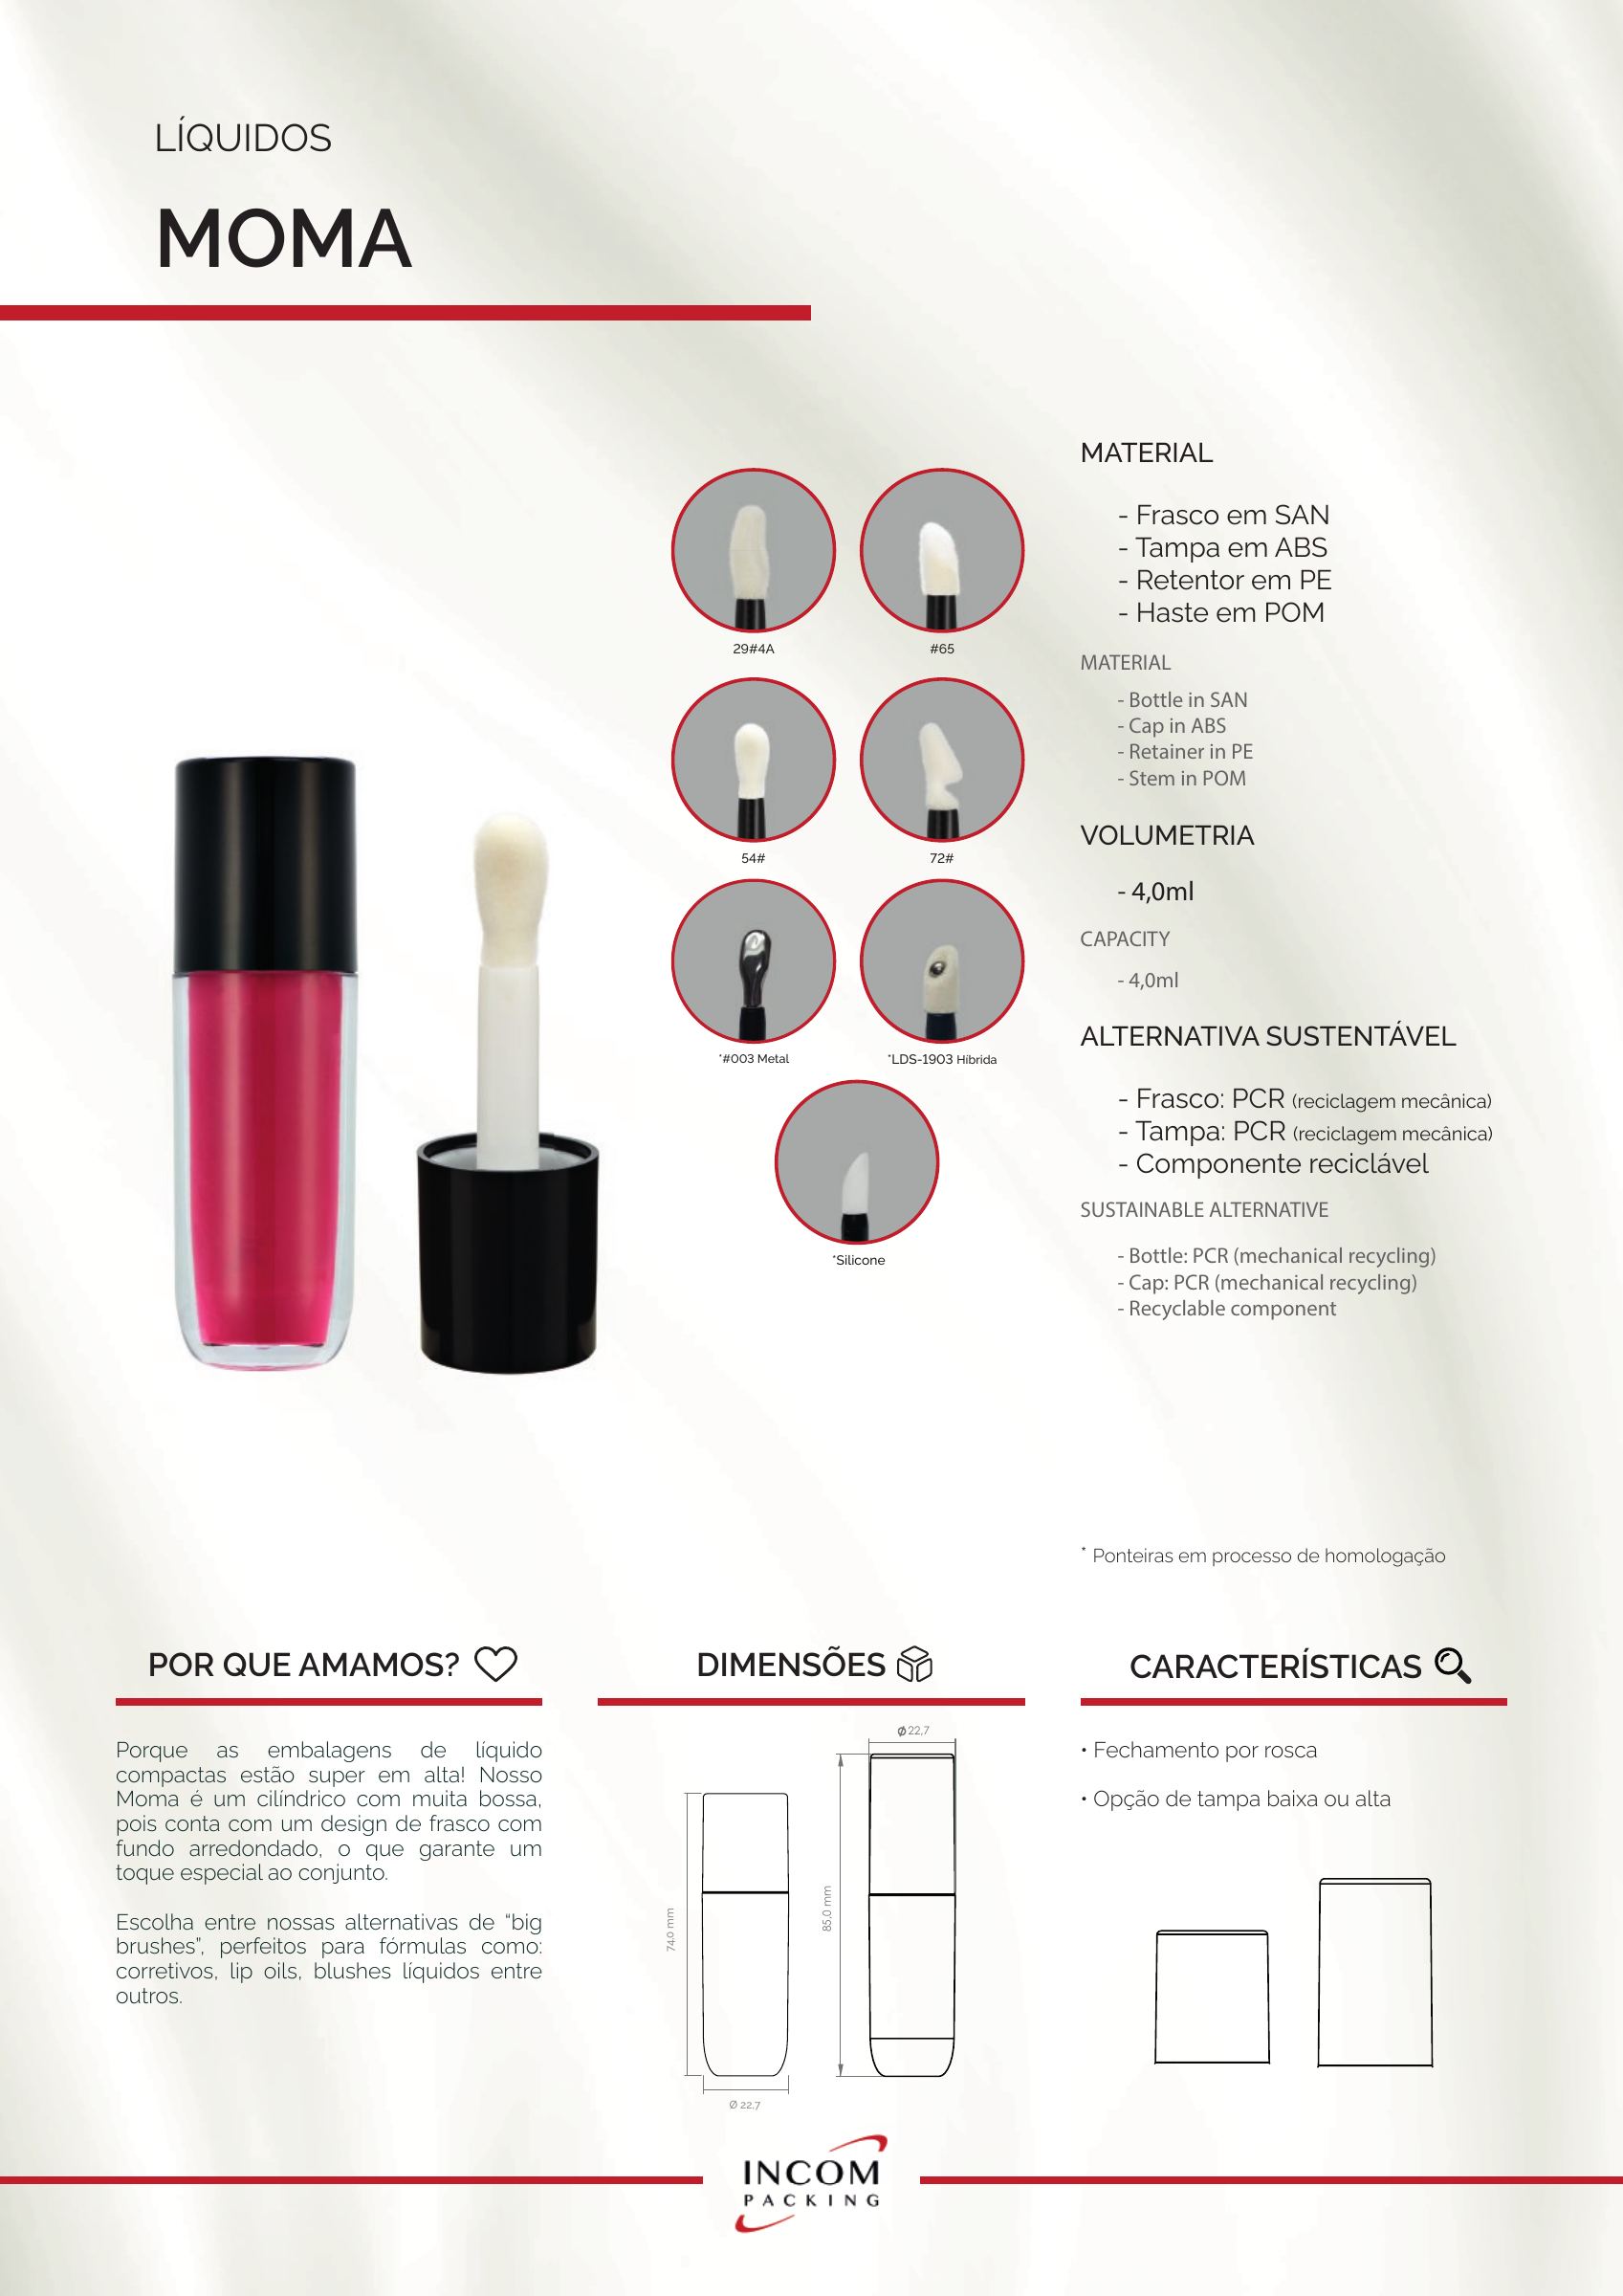 LÍQUIDOS
MOMA
29#4A
#65
54#
72#
*#003 Metal
*LDS-1903 Híbrida
*Silicone
MATERIAL
- Frasco em SAN
- Tampa em ABS
- Retentor em PE
- Haste em POM
MATERIAL
- Bottle in SAN
- Cap in ABS
- Retainer in PE
- Stem in POM
VOLUMETRIA
- 4,0ml
CAPACITY
- 4,0ml
ALTERNATIVA SUSTENTÁVEL
- Frasco: PCR (reciclagem mecânica)
- Tampa: PCR (reciclagem mecânica)
- Componente reciclável
SUSTAINABLE ALTERNATIVE
- Bottle: PCR (mechanical recycling)
- Cap: PCR (mechanical recycling)
- Recyclable component
* Ponteiras em processo de homologação
POR QUE AMAMOS?
Porque as embalagens de líquido
compactas estão super em alta! Nosso
Moma é um cilíndrico com muita bossa,
pois conta com um design de frasco com
fundo arredondado, o que garante um
toque especial ao conjunto.
Escolha entre nossas alternativas de “big
brushes”, perfeitos para fórmulas como:
corretivos, lip oils, blushes líquidos entre
outros.
DIMENSÕES
74,0 mm
Ø 22,7
85,0 mm
Ø 22,7
CARACTERÍSTICAS
• Fechamento por rosca
• Opção de tampa baixa ou alta
INCOM
PACKING